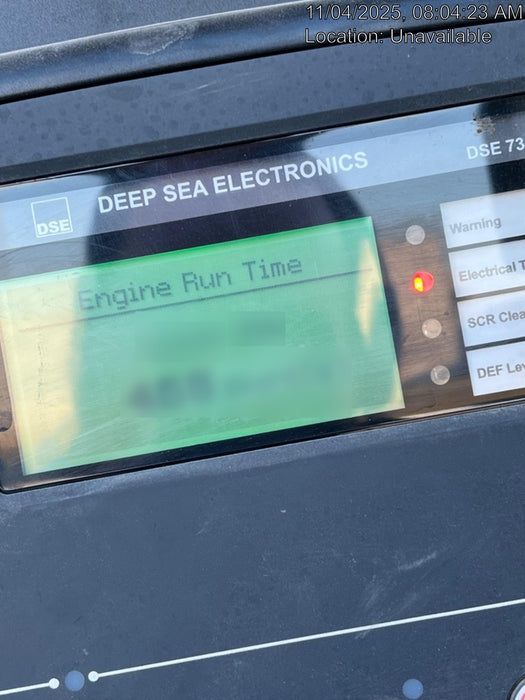 11/04/2025, 08:04:23 AM
Location: Unavailable
DSE
DEEP SEA ELECTRONICS
DSE 73
Engine Run Time
Warning
Electrical T
SCR Clea
DEF Lev